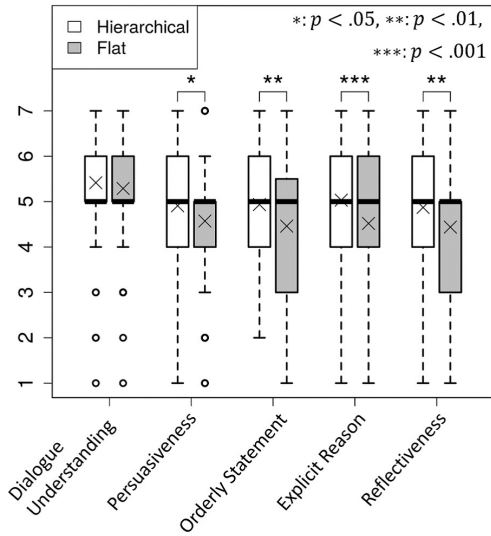 Hierarchical
Flat
*: p < .05, **: p < .01,
***: p < .001
* ** *** **
7
6
5
4
3
2
1
Dialogue
Understanding
Persuasiveness
Orderly Statement
Explicit Reason
Reflectiveness